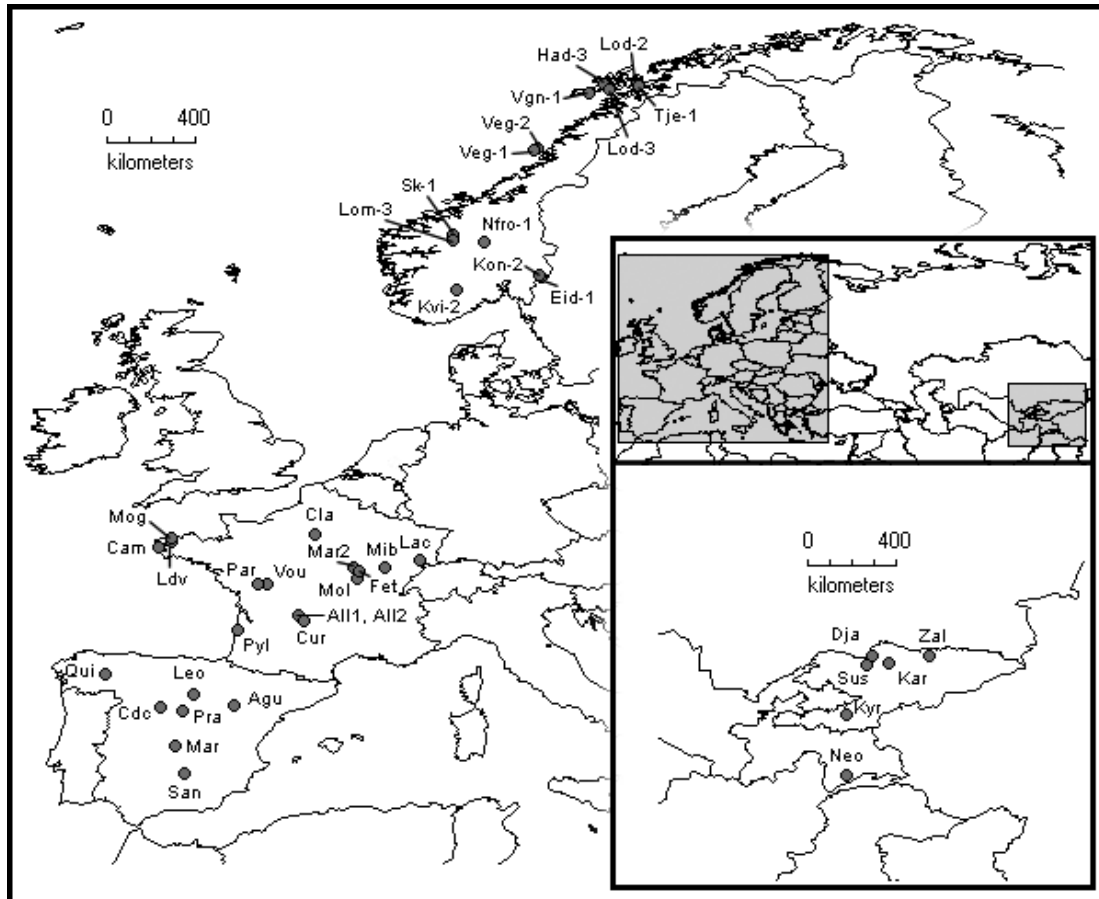 Lod-2
Had-3
0 400
kilometers
Vgn-1
Tje-1
Veg-2
Veg-1
Lod-3
Sk-1
Lom-3
Nfro-1
Kon-2
Kvi-2
Eid-1
Mog
Cla
Cam
Mar2
Mib
Lac
Ldv
Par
Vou
Mol
Fet
All1, All2
Pyl
Cur
Qui
Leo
Agu
Cdc
Pra
Mar
San
0 400
kilometers
Dja
Zal
Sus
Kar
Kyr
Neo